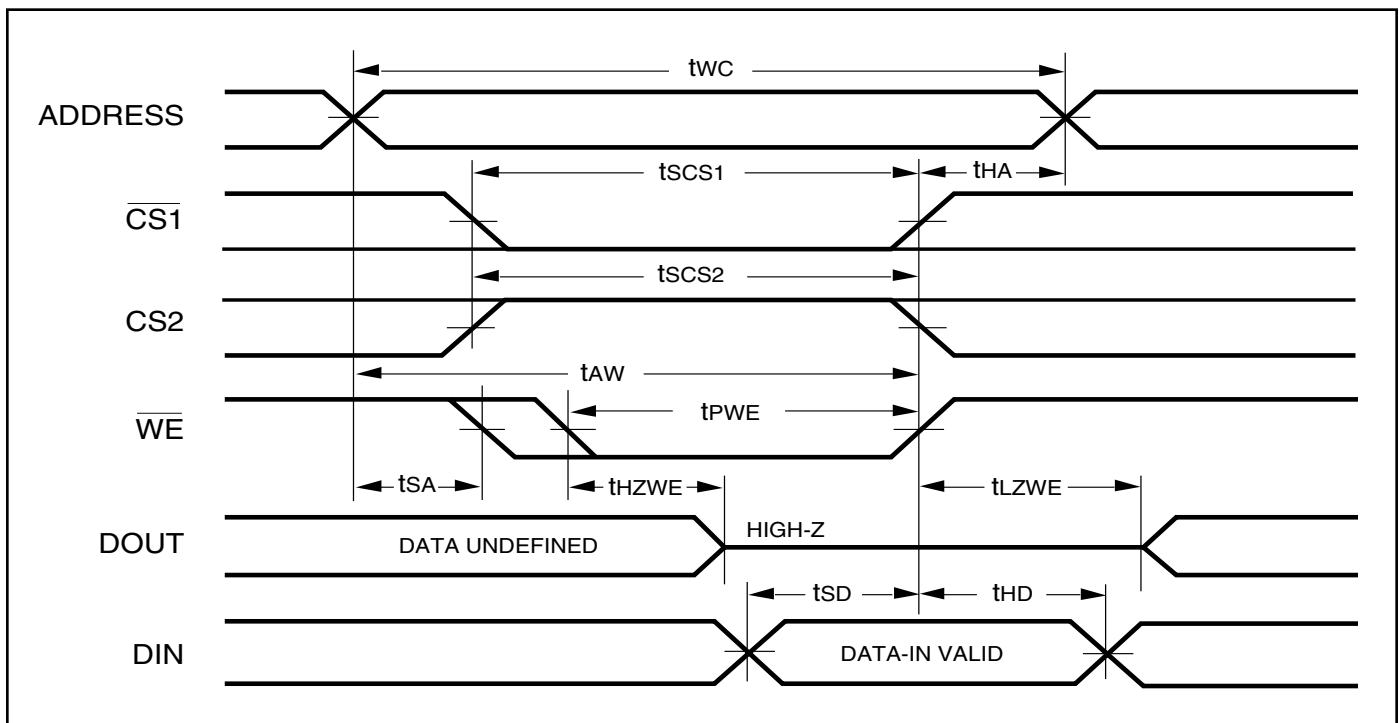 tWC
ADDRESS
tSCS1
tHA
CS1
tSCS2
CS2
tAW
tPWE
WE
tSA
tHZWE
tLZWE
HIGH-Z
DOUT
DATA UNDEFINED
tSD
tHD
DIN
DATA-IN VALID